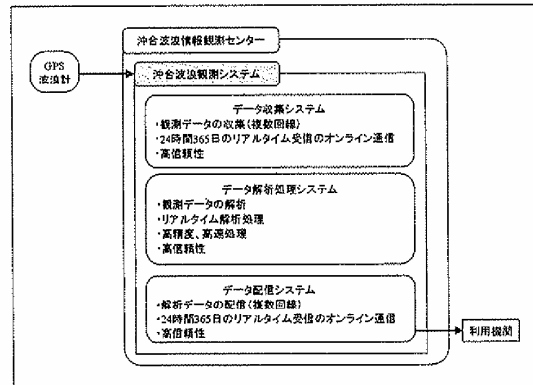 沖合波浪情報観測センター
GPS
波浪計
沖合波浪観測システム
データ収集システム
・観測データの収集(複数回線)
・24時間365日のリアルタイム受信のオンライン通信
・高信頼性
データ解析処理システム
・観測データの解析
・リアルタイム解析処理
・高精度、高速処理
・高信頼性
データ配信システム
・解析データの配信(複数回線)
・24時間365日のリアルタイム受信のオンライン通信
・高信頼性
利用機関